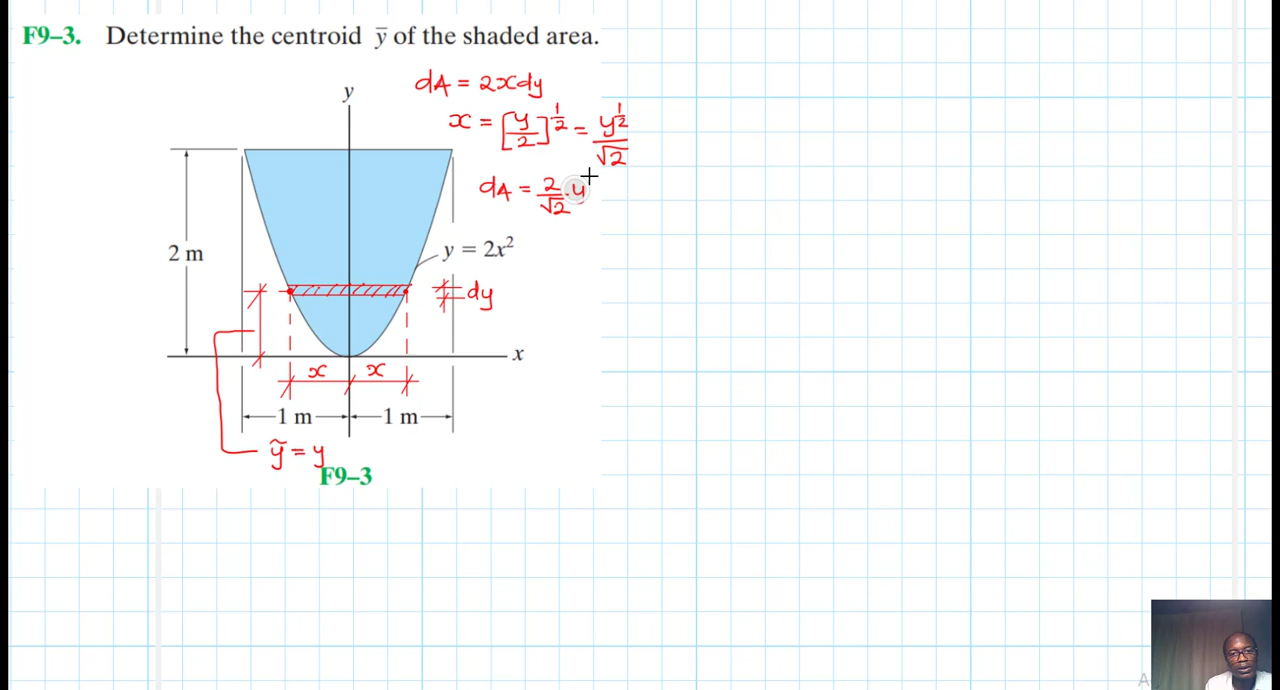 F9–3. Determine the centroid ȳ of the shaded area.
dA = 2xdy
y
x = [y/2]^1/2 = y^1/2/√2
dA = 2/√2 · y
y = 2x²
2 m
dy
x
x x
1 m 1 m
ỹ = y
F9–3
A